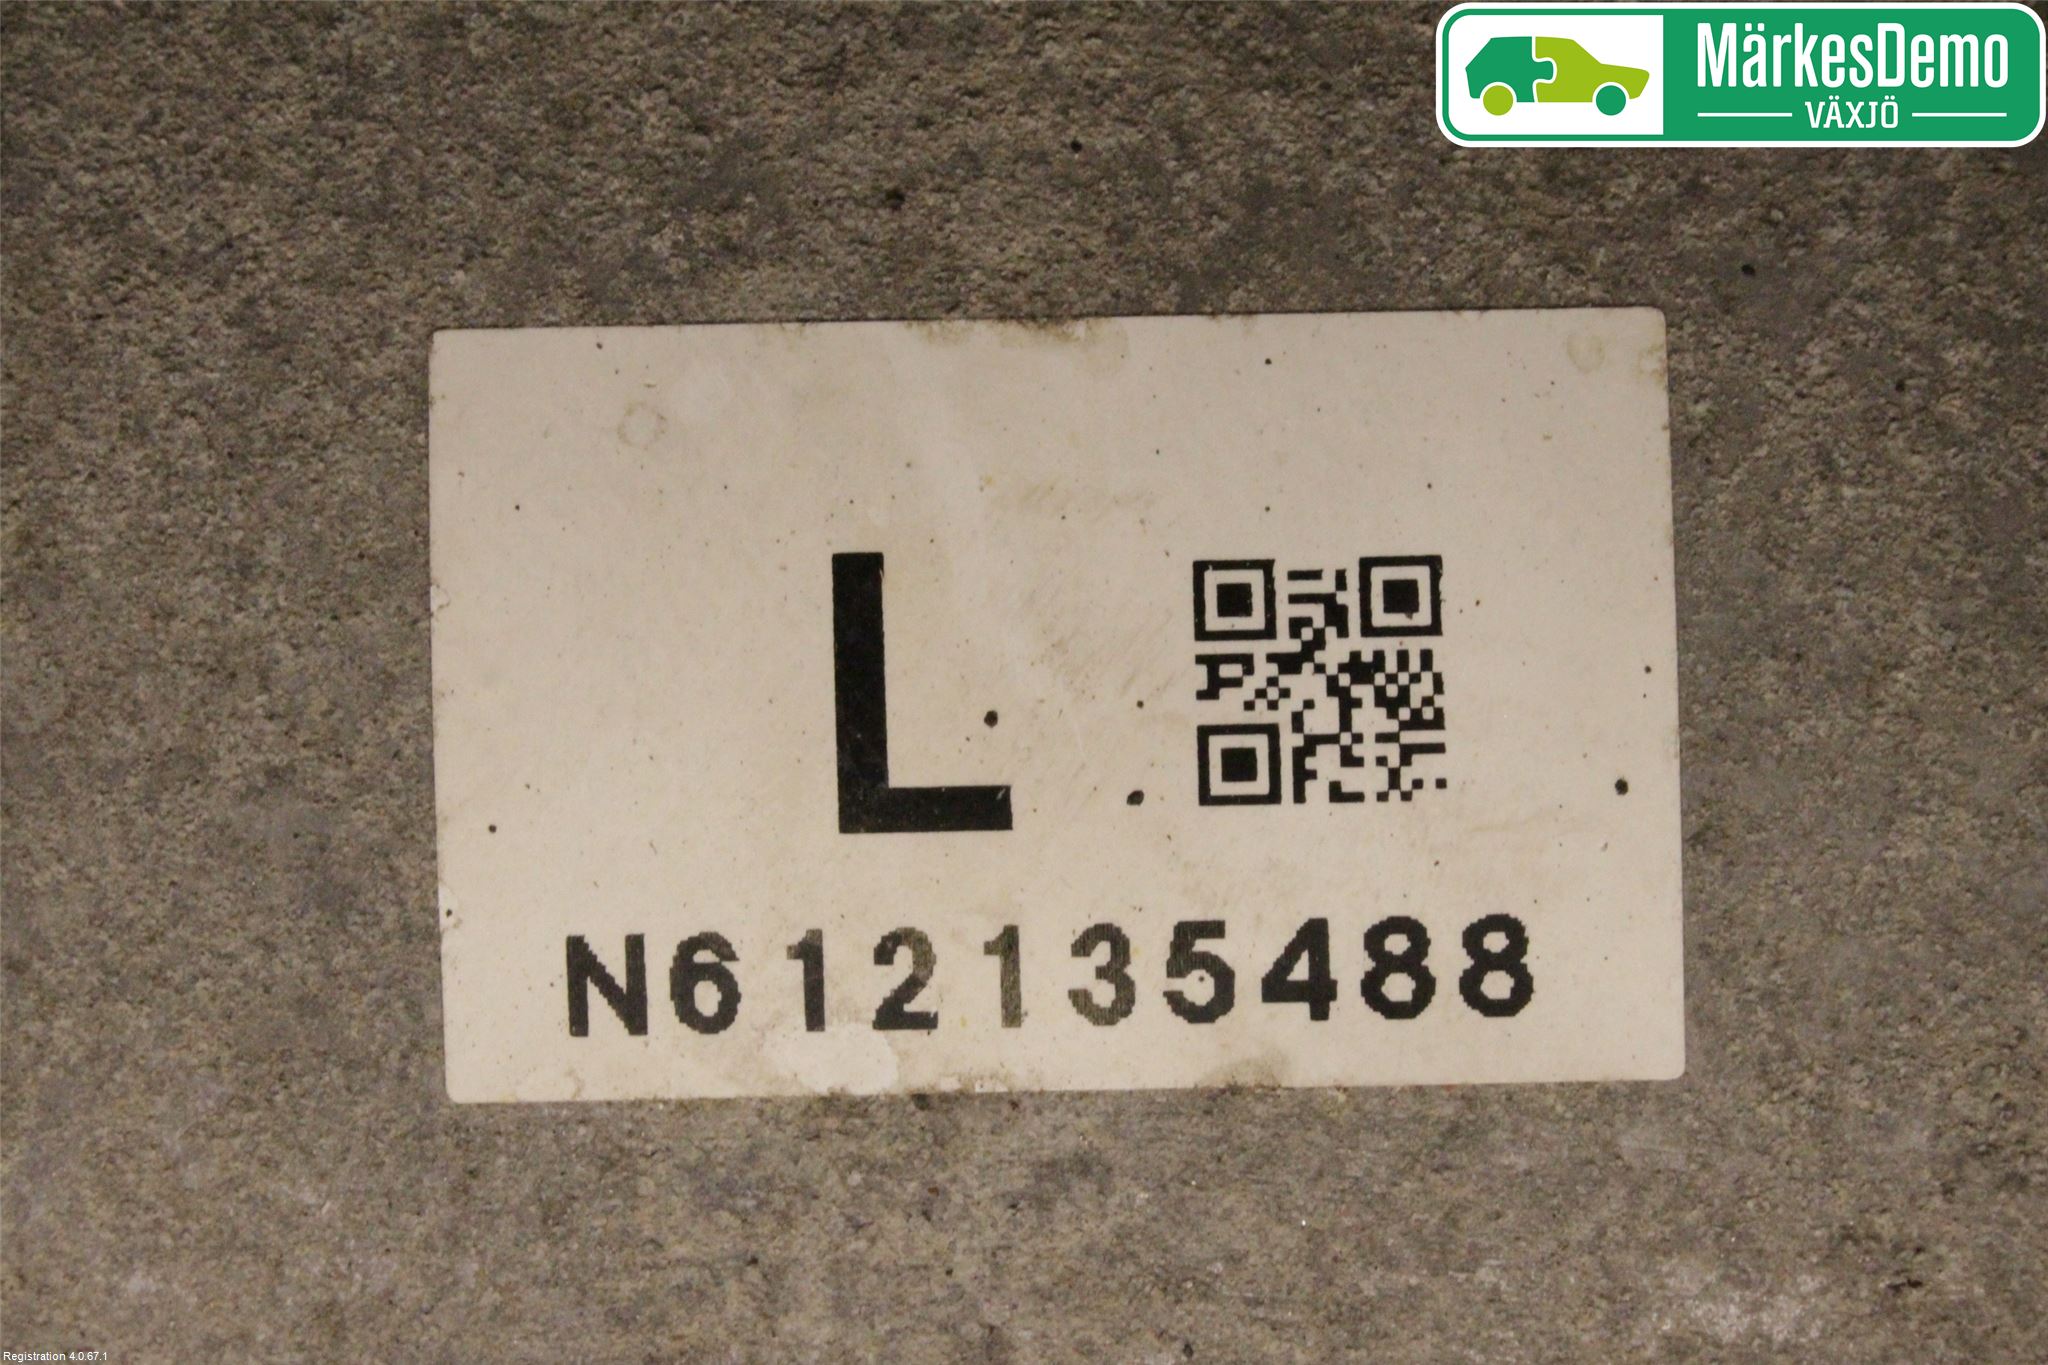 MärkesDemo
VÄXJÖ
L
N612135488
Registration 4.0.67.1